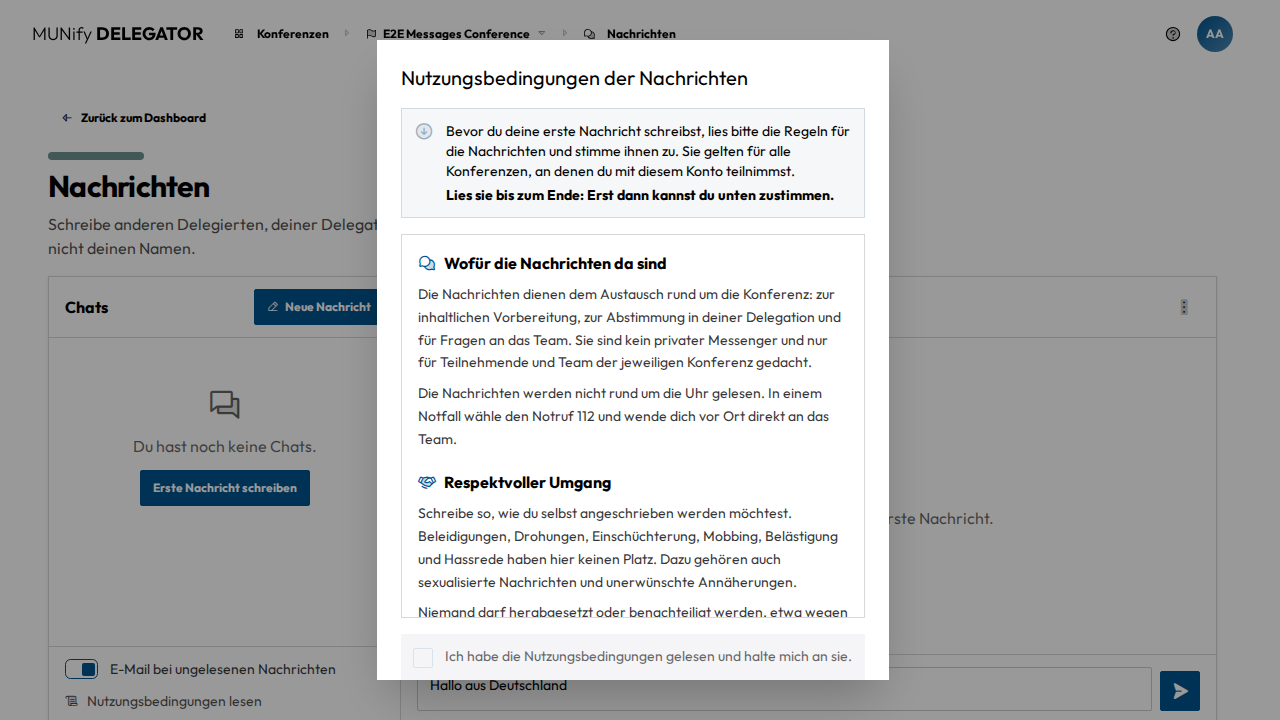 MUNify DELEGATOR
Konferenzen
E2E Messages Conference
Nachrichten
AA
Zurück zum Dashboard
Nachrichten
Schreibe anderen Delegierten, deiner
nicht deinen Namen.
Chats
Neue Nachricht
Du hast noch keine Chats.
Erste Nachricht schreiben
E-Mail bei ungelesenen Nachrichten
Nutzungsbedingungen lesen
Nutzungsbedingungen der Nachrichten
Bevor du deine erste Nachricht schreibst, lies bitte die Regeln für
die Nachrichten und stimme ihnen zu. Sie gelten für alle
Konferenzen, an denen du mit diesem Konto teilnimmst.
Lies sie bis zum Ende: Erst dann kannst du unten zustimmen.
Wofür die Nachrichten da sind
Die Nachrichten dienen dem Austausch rund um die Konferenz: zur
inhaltlichen Vorbereitung, zur Abstimmung in deiner Delegation und
für Fragen an das Team. Sie sind kein privater Messenger und nur
für Teilnehmende und Team der jeweiligen Konferenz gedacht.
Die Nachrichten werden nicht rund um die Uhr gelesen. In einem
Notfall wähle den Notruf 112 und wende dich vor Ort direkt an das
Team.
Respektvoller Umgang
Schreibe so, wie du selbst angeschrieben werden möchtest.
Beleidigungen, Drohungen, Einschüchterung, Mobbing, Belästigung
und Hassrede haben hier keinen Platz. Dazu gehören auch
sexualisierte Nachrichten und unerwünschte Annäherungen.
Niemand darf herabgesetzt oder benachteiligt werden, etwa wegen
Ich habe die Nutzungsbedingungen gelesen und halte mich an sie.
Nachricht.
Hallo aus Deutschland